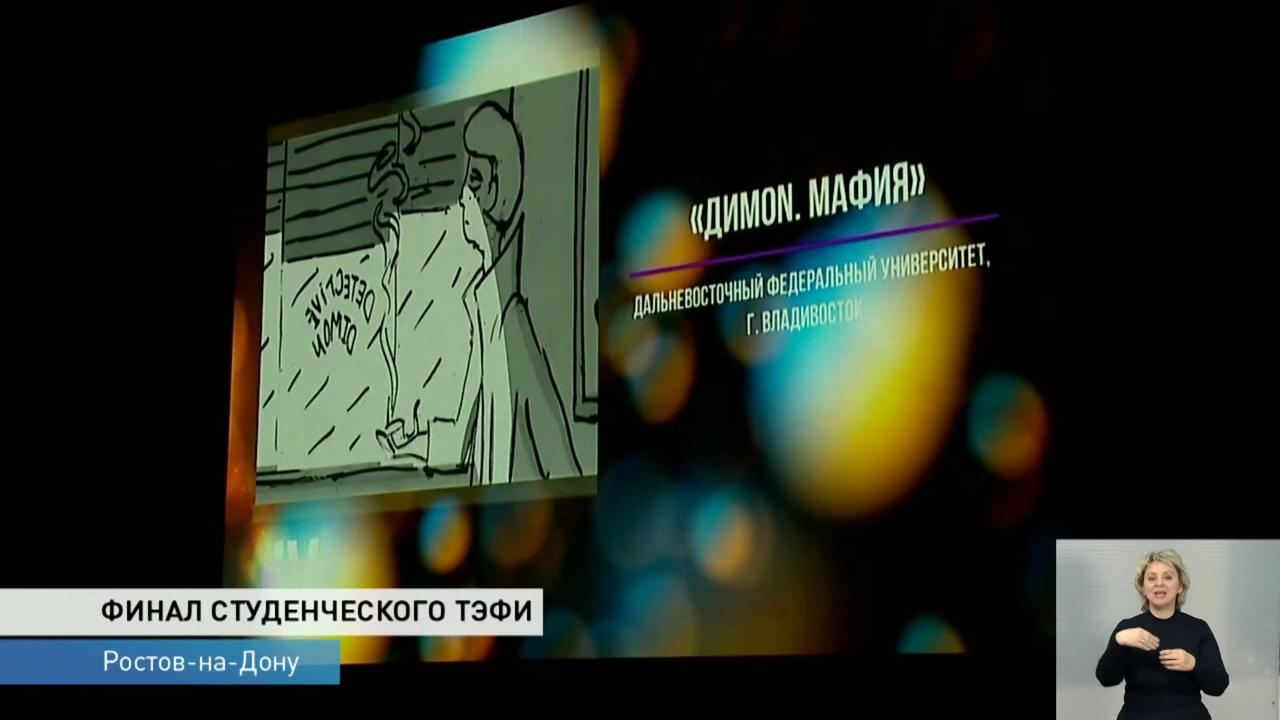 «ДИМОN. МАФИЯ»
ДАЛЬНЕВОСТОЧНЫЙ ФЕДЕРАЛЬНЫЙ УНИВЕРСИТЕТ,
Г. ВЛАДИВОСТОК
DETECTIVE
DIMON
ФИНАЛ СТУДЕНЧЕСКОГО ТЭФИ
Ростов-на-Дону